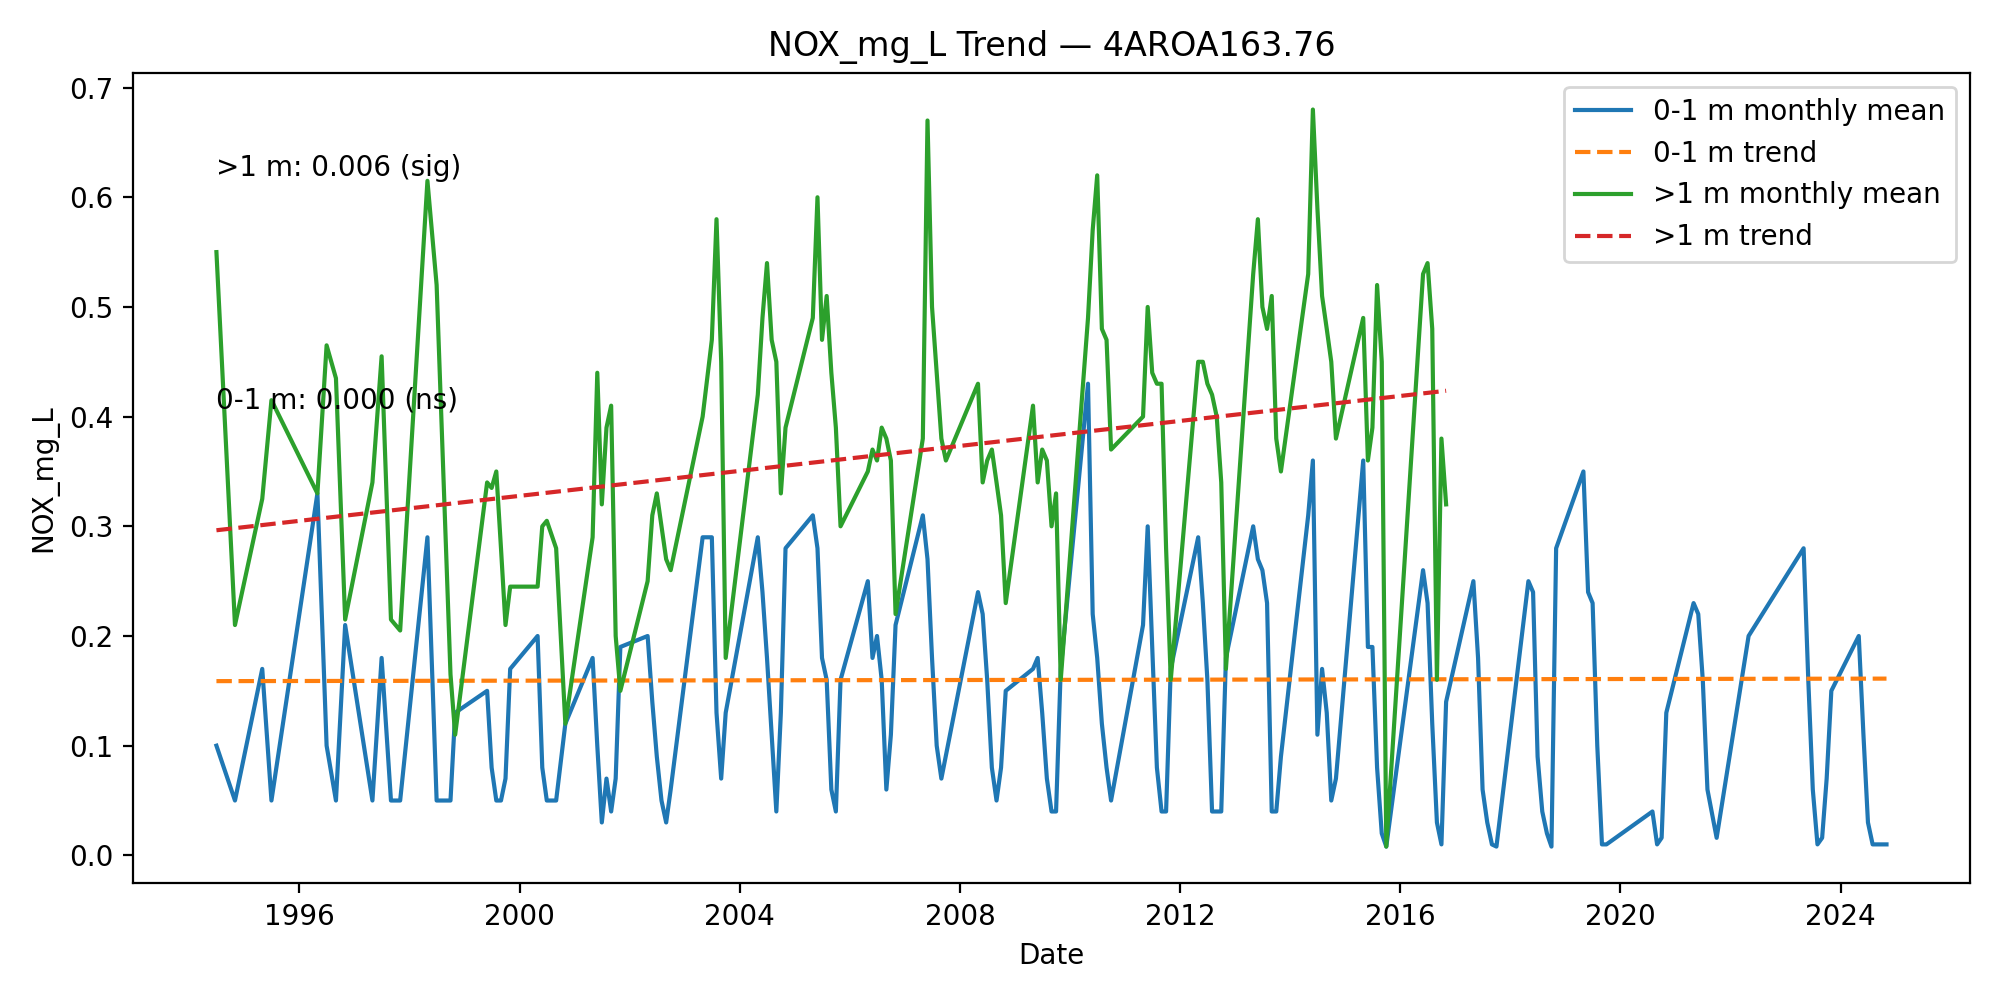 NOX_mg_L Trend — 4AROA163.76
0-1 m monthly mean
0-1 m trend
>1 m monthly mean
>1 m trend
>1 m: 0.006 (sig)
0-1 m: 0.000 (ns)
NOX_mg_L
0.7
0.6
0.5
0.4
0.3
0.2
0.1
0.0
1996
2000
2004
2008
2012
2016
2020
2024
Date